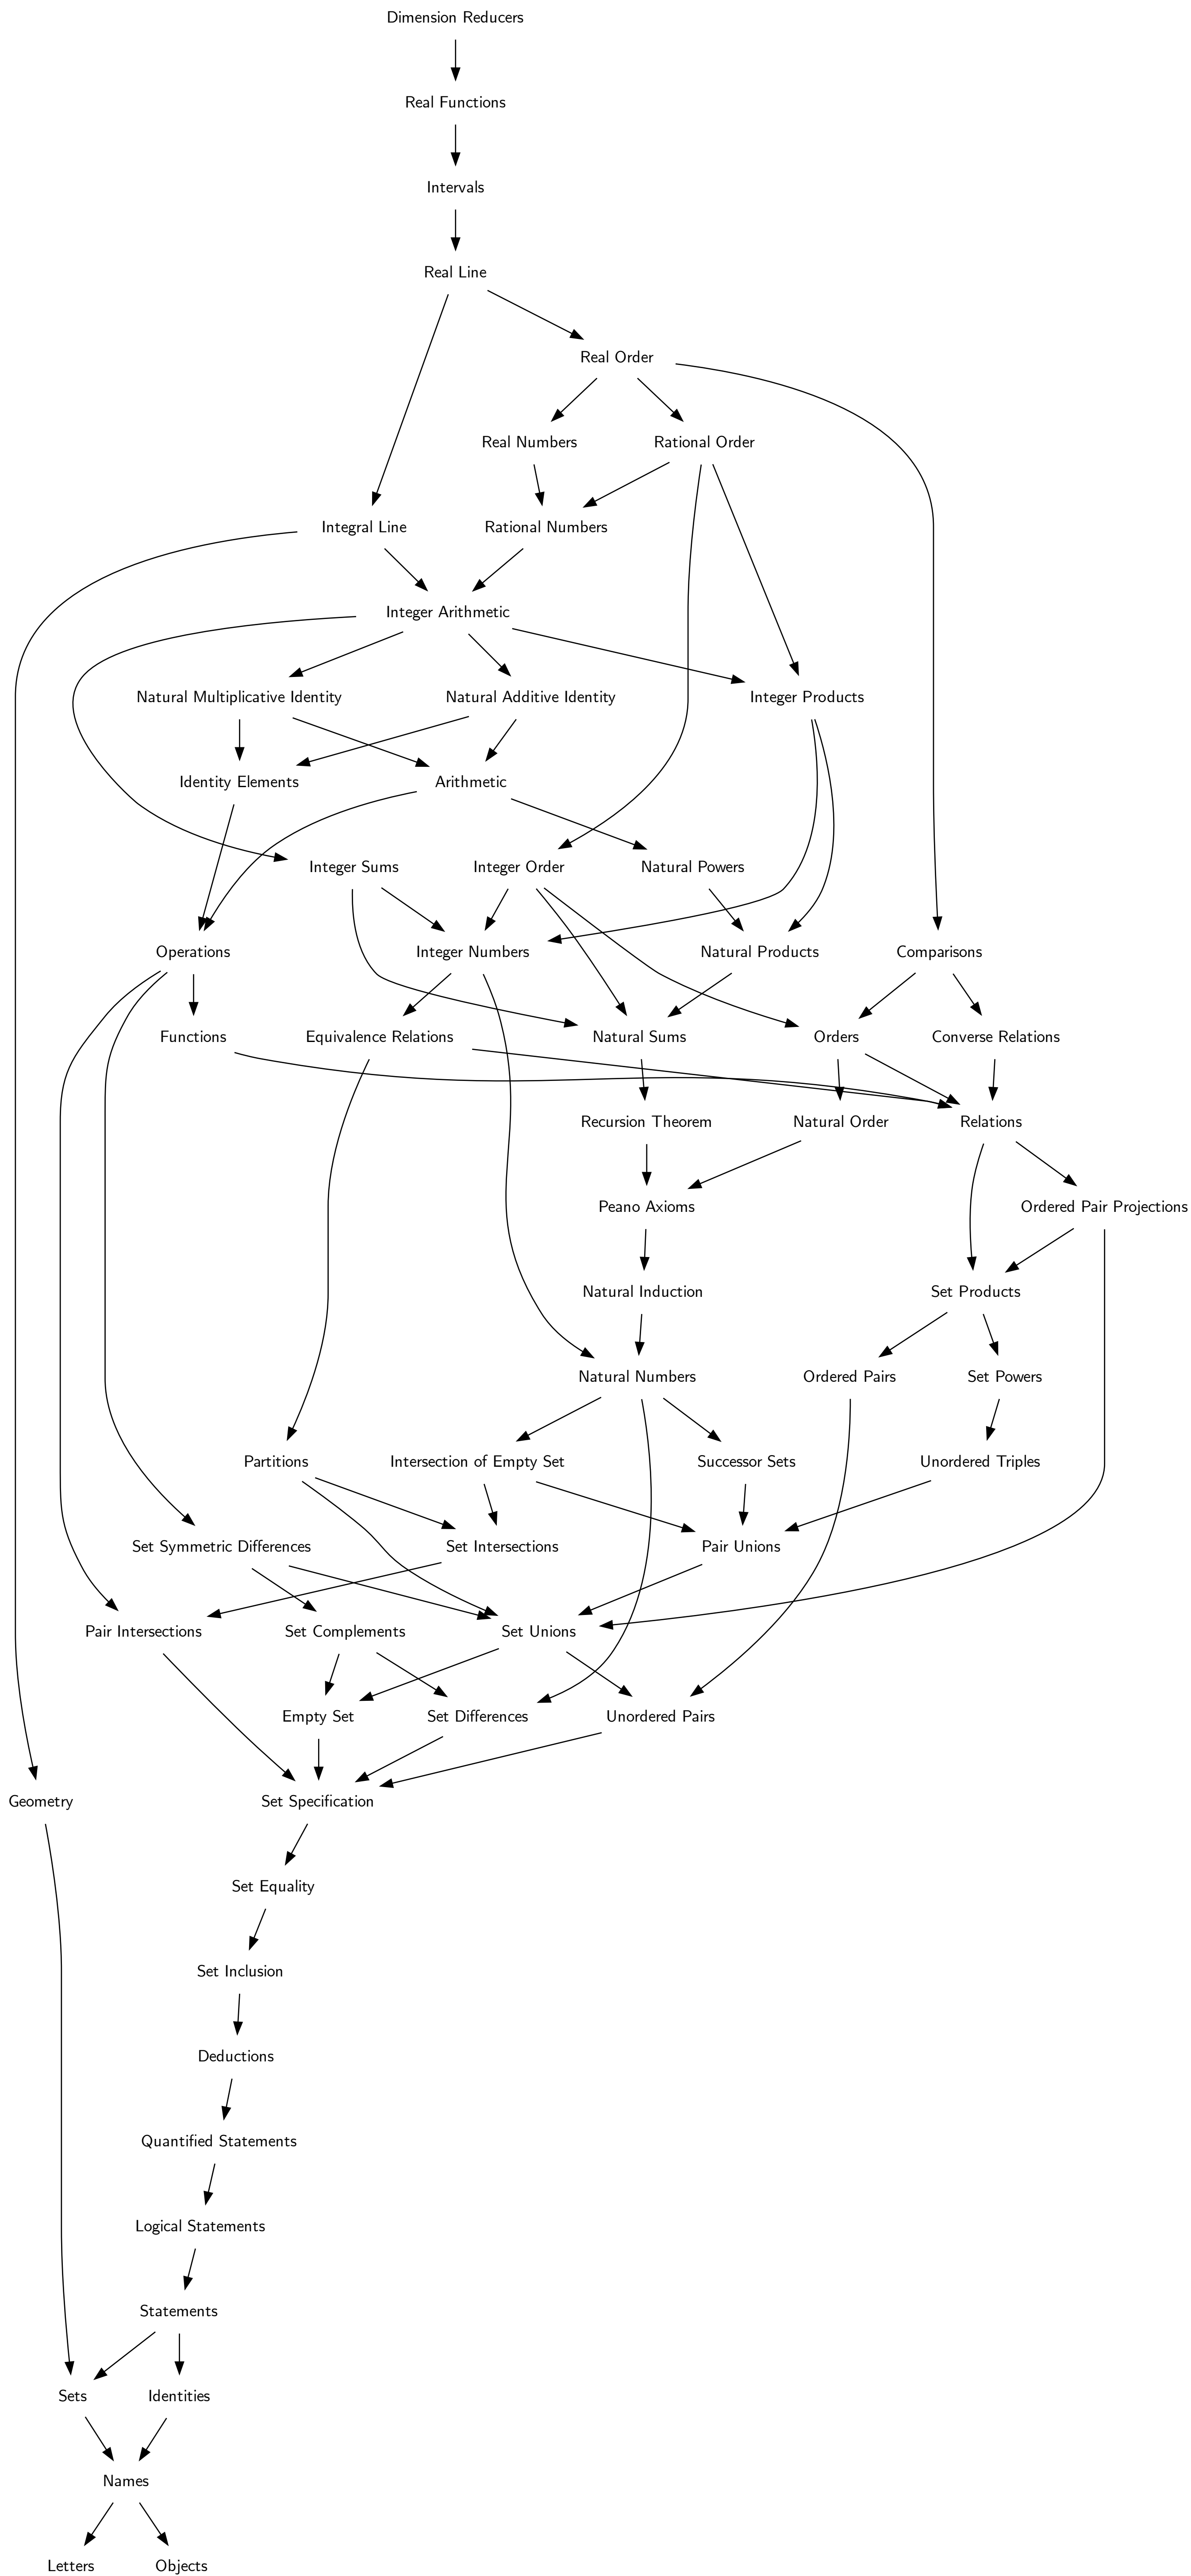 Dimension Reducers
Real Functions
Intervals
Real Line
Real Order
Real Numbers
Rational Order
Integral Line
Rational Numbers
Integer Arithmetic
Natural Multiplicative Identity
Natural Additive Identity
Integer Products
Identity Elements
Arithmetic
Integer Sums
Integer Order
Natural Powers
Operations
Integer Numbers
Natural Products
Comparisons
Functions
Equivalence Relations
Natural Sums
Orders
Converse Relations
Recursion Theorem
Natural Order
Relations
Peano Axioms
Ordered Pair Projections
Natural Induction
Set Products
Natural Numbers
Ordered Pairs
Set Powers
Partitions
Intersection of Empty Set
Successor Sets
Unordered Triples
Set Symmetric Differences
Set Intersections
Pair Unions
Pair Intersections
Set Complements
Set Unions
Empty Set
Set Differences
Unordered Pairs
Geometry
Set Specification
Set Equality
Set Inclusion
Deductions
Quantified Statements
Logical Statements
Statements
Sets
Identities
Names
Letters
Objects